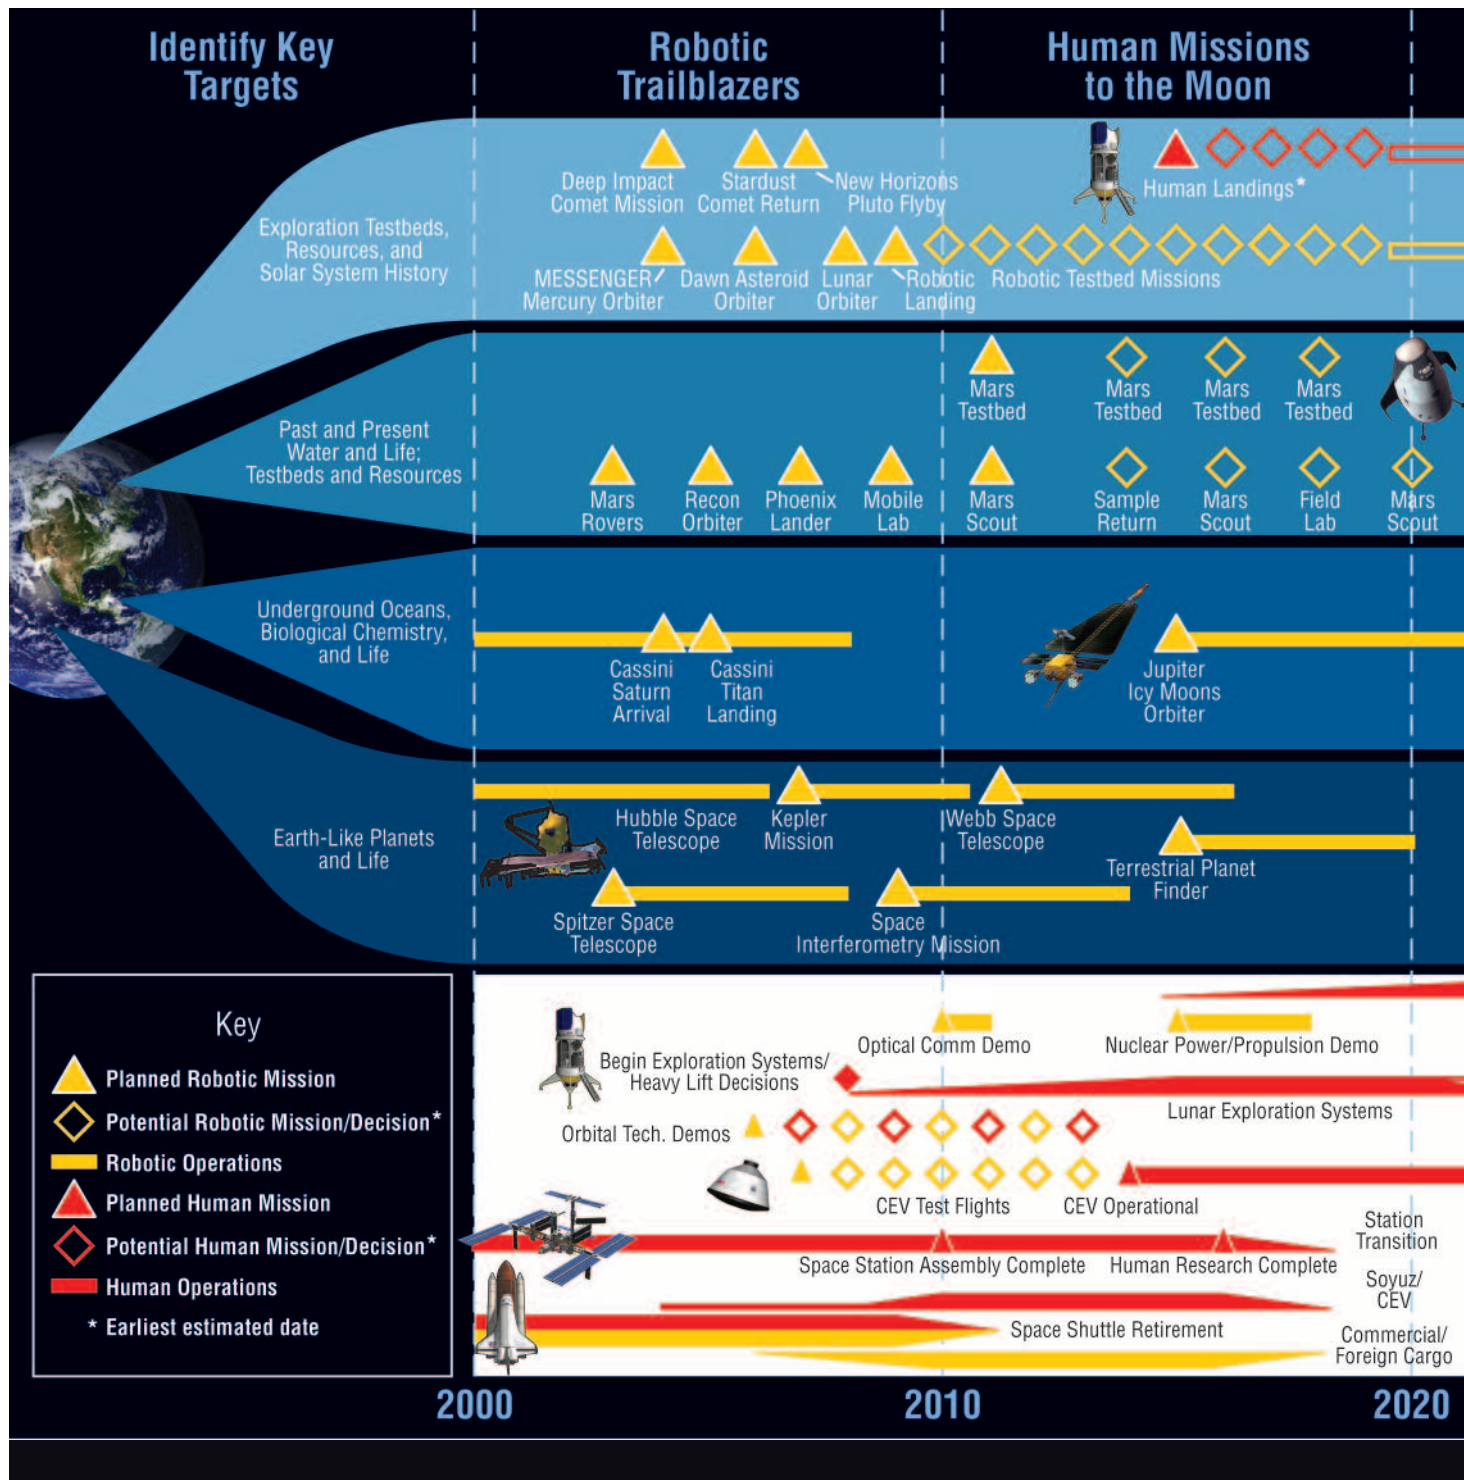 Identify Key
Targets
Robotic
Trailblazers
Human Missions
to the Moon
Exploration Testbeds,
Resources, and
Solar System History
Deep Impact
Comet Mission
Stardust
Comet Return
New Horizons
Pluto Flyby
Human Landings*
MESSENGER
Mercury Orbiter
Dawn Asteroid
Orbiter
Lunar
Orbiter
Robotic
Landing
Robotic Testbed Missions
Past and Present
Water and Life;
Testbeds and Resources
Mars
Testbed
Mars
Testbed
Mars
Testbed
Mars
Testbed
Mars
Rovers
Recon
Orbiter
Phoenix
Lander
Mobile
Lab
Mars
Scout
Sample
Return
Mars
Scout
Field
Lab
Mars
Scout
Underground Oceans,
Biological Chemistry,
and Life
Cassini
Saturn
Arrival
Cassini
Titan
Landing
Jupiter
Icy Moons
Orbiter
Earth-Like Planets
and Life
Hubble Space
Telescope
Kepler
Mission
Webb Space
Telescope
Terrestrial Planet
Finder
Spitzer Space
Telescope
Space
Interferometry Mission
Key
Planned Robotic Mission
Potential Robotic Mission/Decision*
Robotic Operations
Planned Human Mission
Potential Human Mission/Decision*
Human Operations
* Earliest estimated date
Optical Comm Demo
Nuclear Power/Propulsion Demo
Begin Exploration Systems/
Heavy Lift Decisions
Lunar Exploration Systems
Orbital Tech. Demos
CEV Test Flights
CEV Operational
Station
Transition
Space Station Assembly Complete
Human Research Complete
Soyuz/
CEV
Space Shuttle Retirement
Commercial/
Foreign Cargo
2000
2010
2020